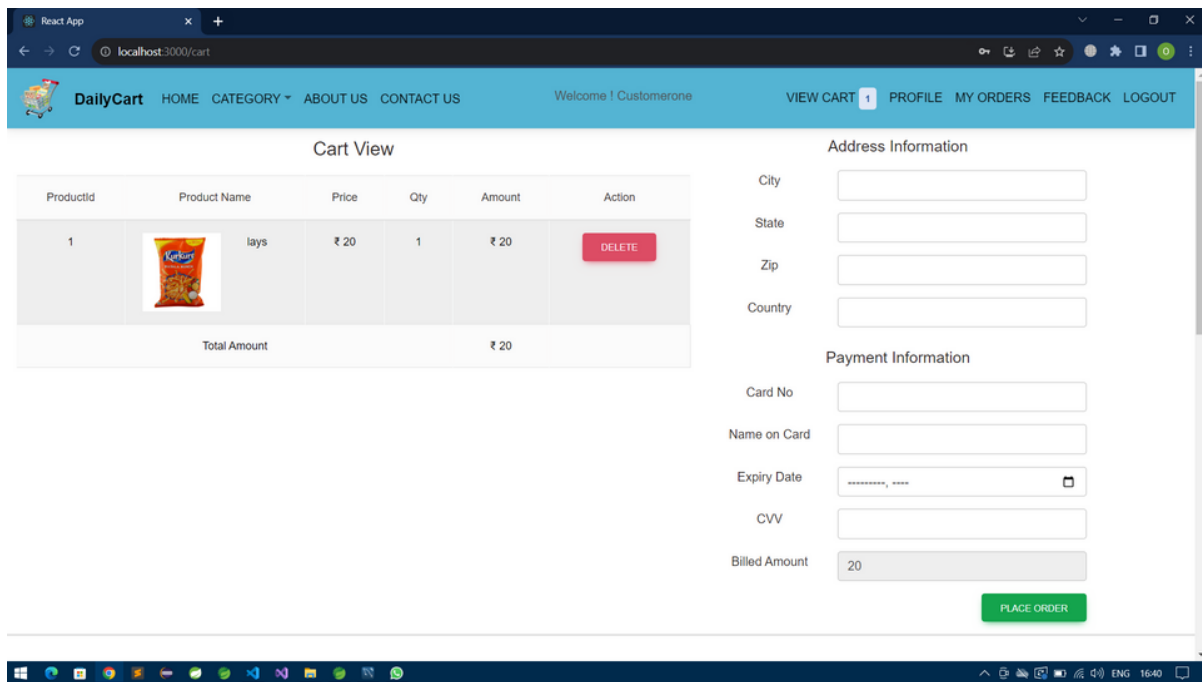 React App
localhost:3000/cart
DailyCart HOME CATEGORY ABOUT US CONTACT US Welcome ! Customerone VIEW CART 1 PROFILE MY ORDERS FEEDBACK LOGOUT
Cart View
ProductId Product Name Price Qty Amount Action
1 lays ₹ 20 1 ₹ 20 DELETE
Kurkure
Total Amount ₹ 20
Address Information
City
State
Zip
Country
Payment Information
Card No
Name on Card
Expiry Date ---------, ----
CVV
Billed Amount 20
PLACE ORDER
ENG 16:40